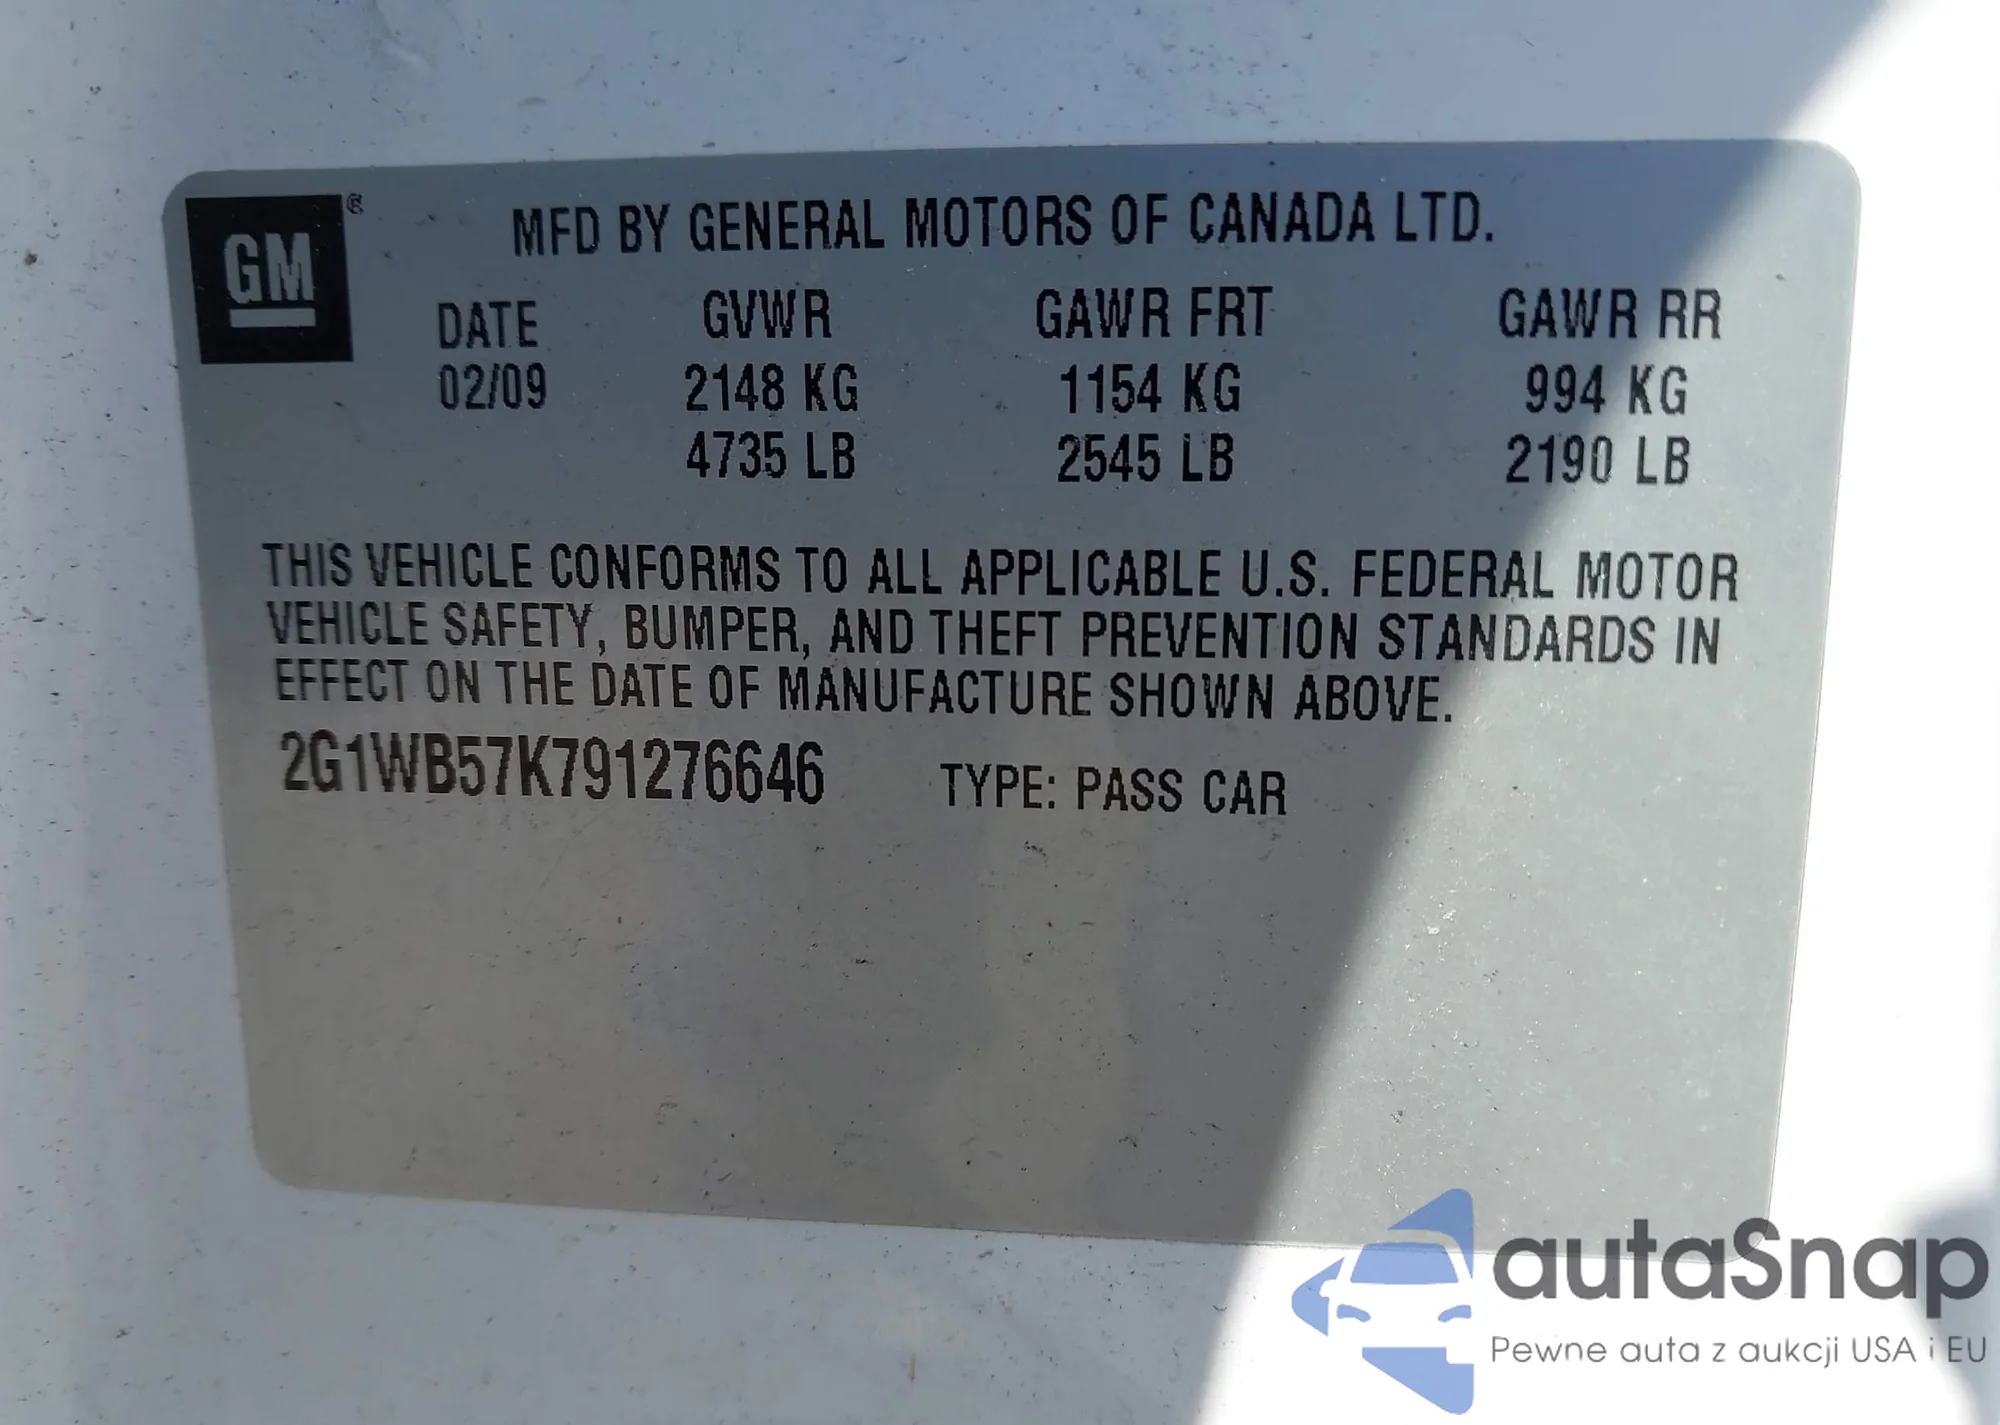 GM®
MFD BY GENERAL MOTORS OF CANADA LTD.
DATE GVWR GAWR FRT GAWR RR
02/09 2148 KG 1154 KG 994 KG
4735 LB 2545 LB 2190 LB
THIS VEHICLE CONFORMS TO ALL APPLICABLE U.S. FEDERAL MOTOR
VEHICLE SAFETY, BUMPER, AND THEFT PREVENTION STANDARDS IN
EFFECT ON THE DATE OF MANUFACTURE SHOWN ABOVE.
2G1WB57K791276646 TYPE: PASS CAR
autaSnap
Pewne auta z aukcji USA i EU